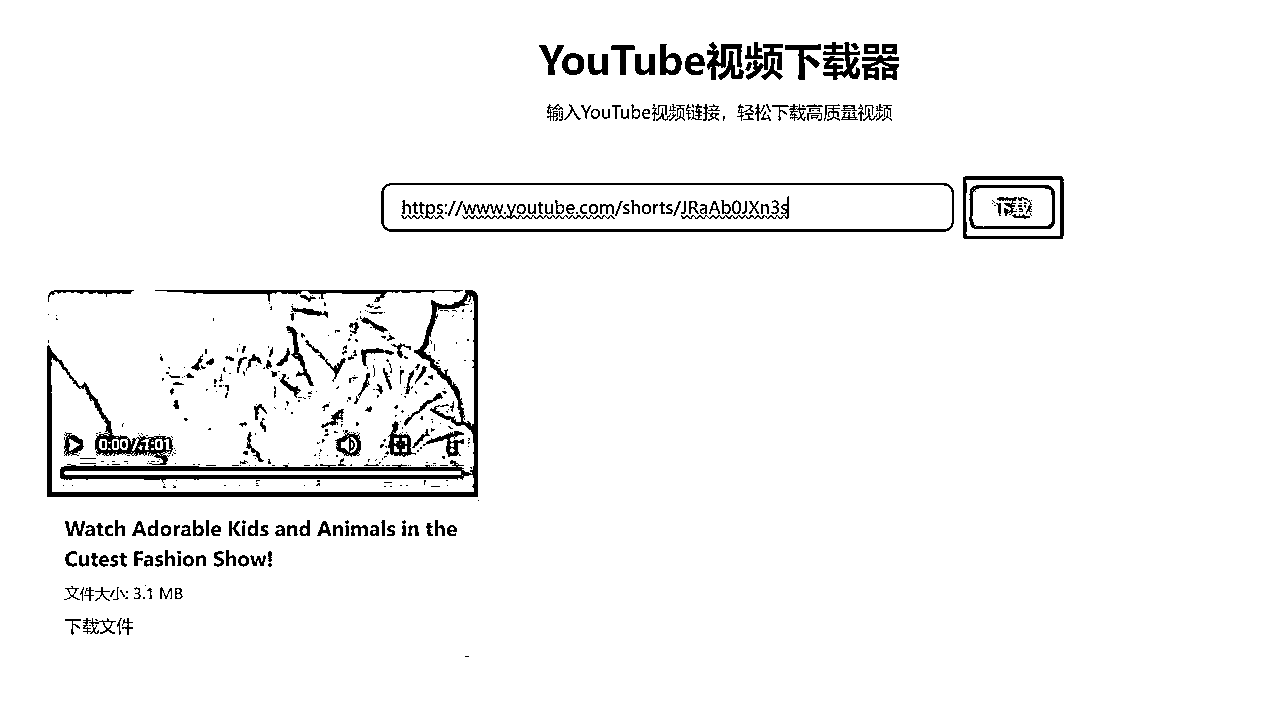 YouTube视频下载器
输入YouTube视频链接，轻松下载高质量视频
https://www.youtube.com/shorts/JRaAb0JXn3s
下载
0:00/1:01
Watch Adorable Kids and Animals in the
Cutest Fashion Show!
文件大小: 3.1 MB
下载文件